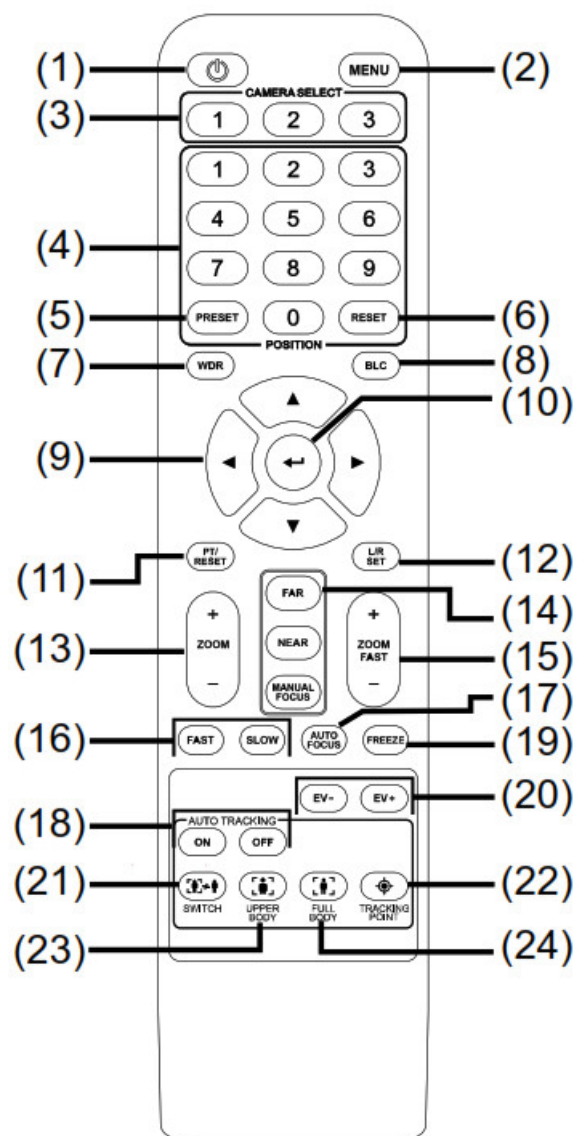 (1) MENU (2)
CAMERA SELECT
(3) 1 2 3
1 2 3
4 5 6
(4)
7 8 9
(5) PRESET 0 RESET (6)
POSITION
(7) WDR BLC (8)
(10)
▲
(9) ◄ ↵ ►
▼
(11) PT/ RESET L/R SET (12)
FAR (14)
(13) + ZOOM − NEAR + ZOOM FAST − (15)
MANUAL FOCUS (17)
(16) FAST SLOW AUTO FOCUS FREEZE (19)
EV− EV+ (20)
(18) AUTO TRACKING
ON OFF
(21) (22)
SWITCH UPPER BODY FULL BODY TRACKING POINT
(23) (24)